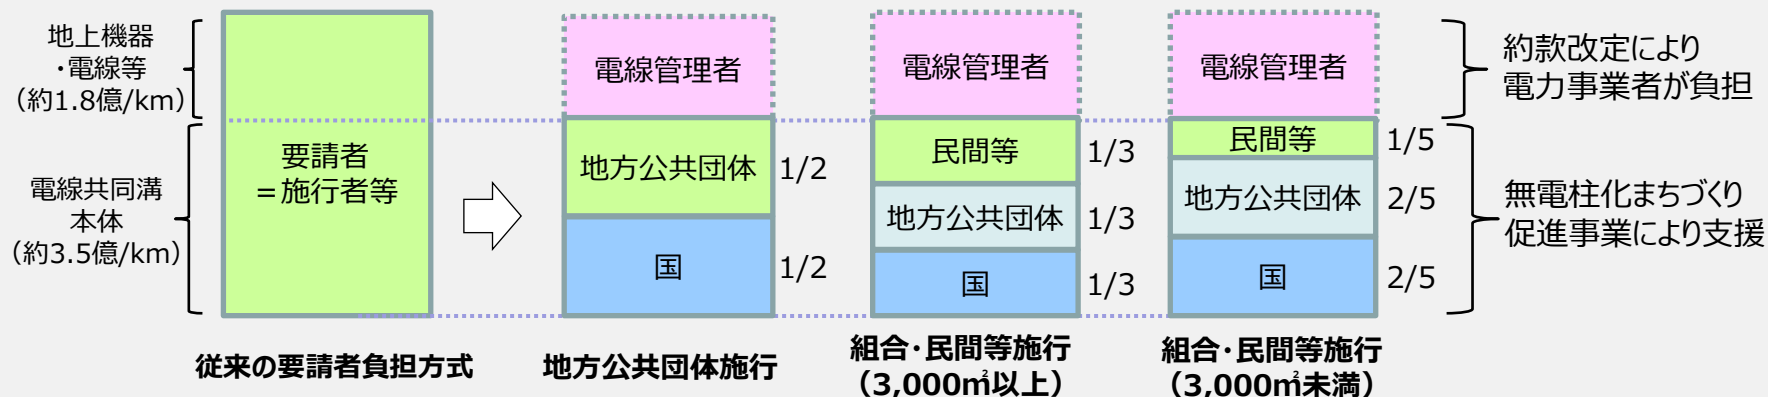 地上機器
・電線等
（約1.8億/km）
電線共同溝
本体
（約3.5億/km）
要請者
＝施行者等
従来の要請者負担方式
電線管理者
地方公共団体
1/2
国
1/2
地方公共団体施行
電線管理者
民間等
1/3
地方公共団体
1/3
国
1/3
組合・民間等施行
（3,000㎡以上）
電線管理者
民間等
1/5
地方公共団体
2/5
国
2/5
組合・民間等施行
（3,000㎡未満）
約款改定により
電力事業者が負担
無電柱化まちづくり
促進事業により支援